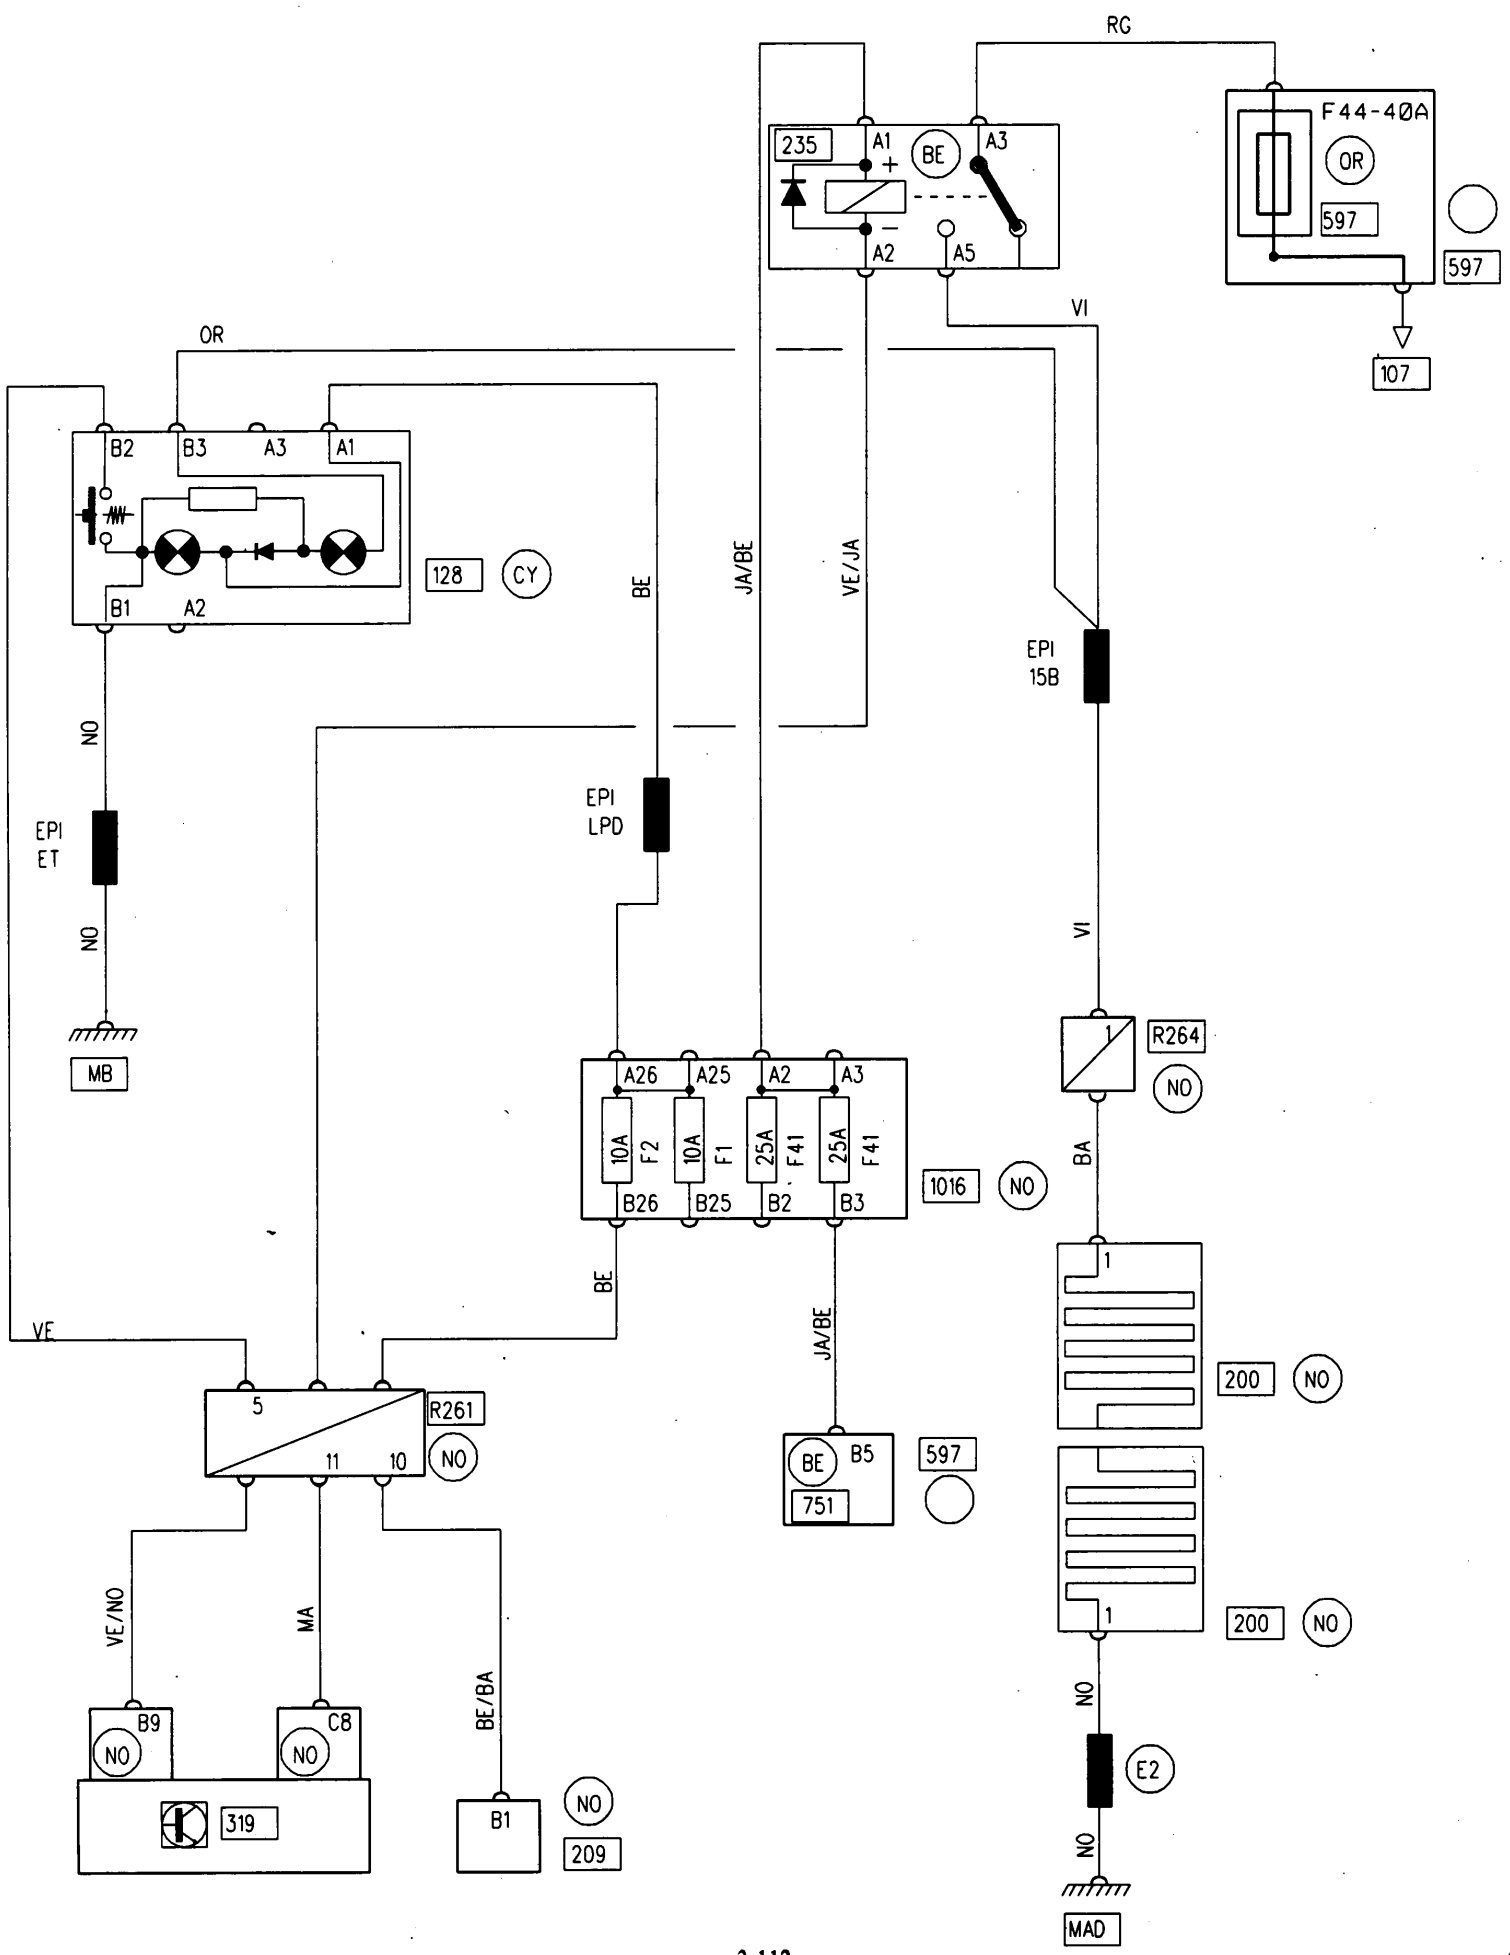 RG
F44-40A
OR
597
597
107
235
A1
+
BE
A3
-
A2
A5
VI
OR
B2
B3
A3
A1
128
CY
B1
A2
BE
JA/BE
VE/JA
EPI
15B
NO
EPI
ET
EPI
LPD
NO
VI
MB
1
R264
NO
A26
A25
A2
A3
10A
F2
10A
F1
25A
F41
25A
F41
B26
B25
B2
B3
1016
NO
BA
1
BE
JA/BE
VE
200
NO
5
R261
11
10
NO
BE
B5
751
597
VE/NO
MA
BE/BA
1
200
NO
NO
B9
NO
C8
NO
319
B1
NO
209
E2
NO
MAD